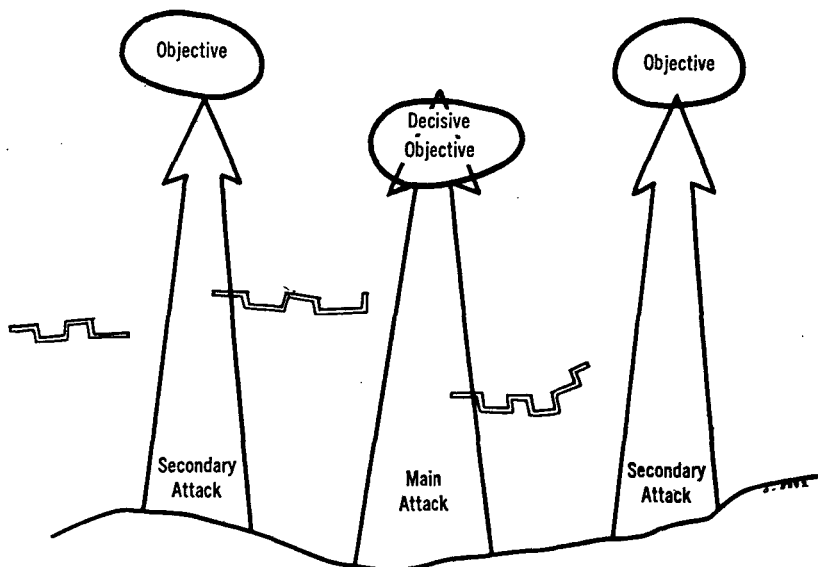 Objective
Objective
Decisive
Objective
Secondary
Attack
Main
Attack
Secondary
Attack